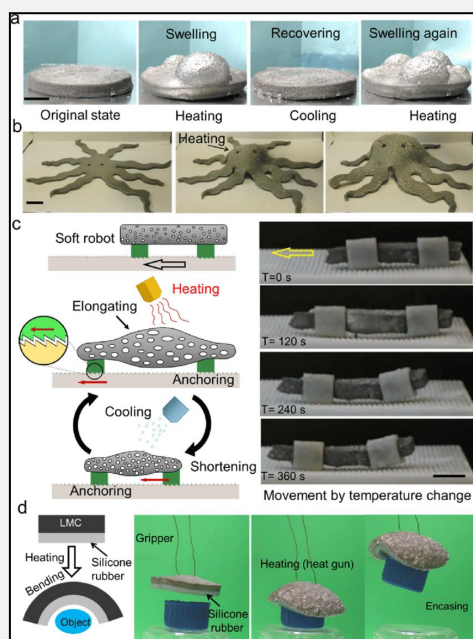 a
Swelling
Recovering
Swelling again
Original state
Heating
Cooling
Heating
b
Heating
c
Soft robot
Heating
Elongating
Anchoring
Cooling
Shortening
Anchoring
T=0 s
T= 120 s
T= 240 s
T= 360 s
Movement by temperature change
d
LMC
Heating
Silicone
rubber
Bending
Object
Gripper
Silicone
rubber
Heating (heat gun)
Encasing